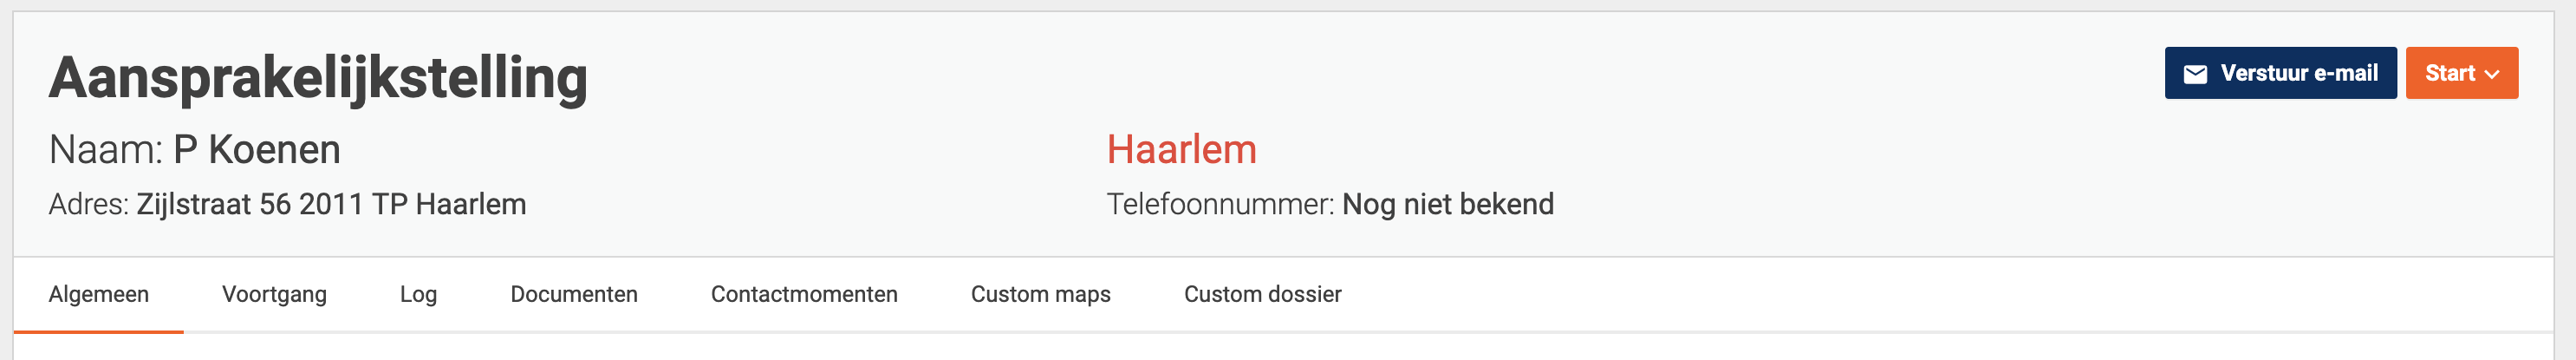 Aansprakelijkstelling
Verstuur e-mail
Start
Naam: P Koenen
Haarlem
Adres: Zijlstraat 56 2011 TP Haarlem
Telefoonnummer: Nog niet bekend
Algemeen Voortgang Log Documenten Contactmomenten Custom maps Custom dossier